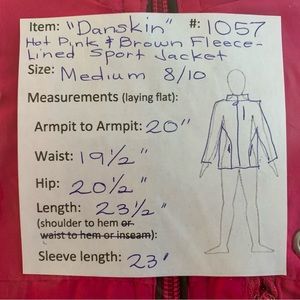 Item: "Danskin" #: 1057
Hot Pink & Brown Fleece-
Lined Sport Jacket
Size: Medium 8/10
Measurements (laying flat):
Armpit to Armpit: 20"
Waist: 19 1/2"
Hip: 20 1/2"
Length: 23 1/2"
(shoulder to hem or
waist to hem or inseam):
Sleeve length: 23"